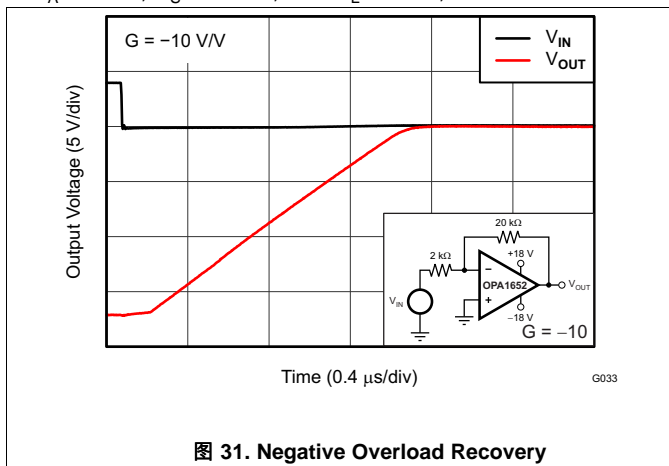 G = −10 V/V
V_IN
V_OUT
Output Voltage (5 V/div)
20 kΩ
2 kΩ
+18 V
−
OPA1652
+
V_OUT
V_IN
−18 V
G = −10
Time (0.4 μs/div)
G033
图 31. Negative Overload Recovery